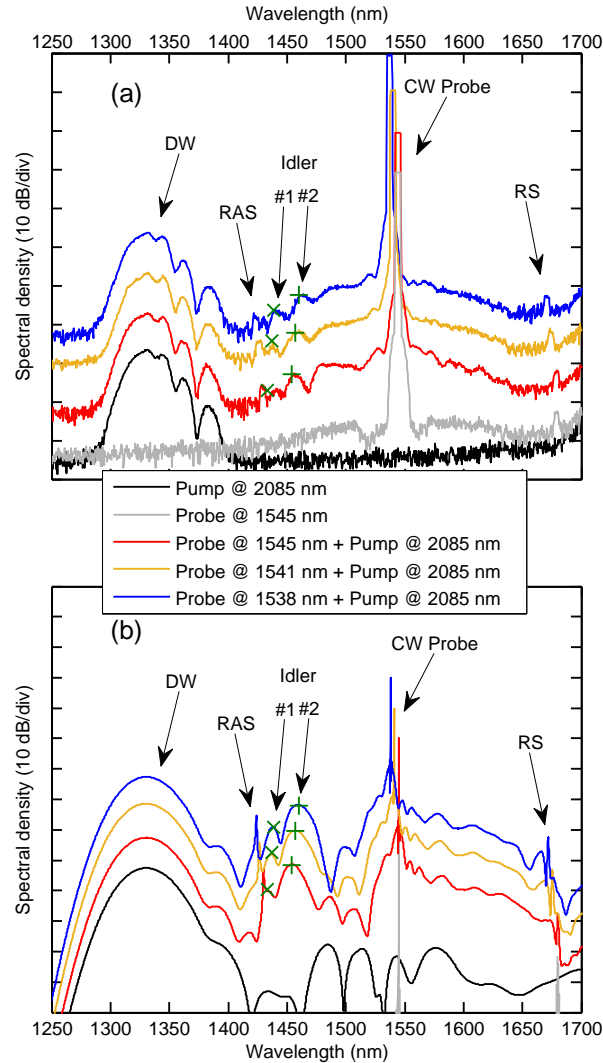 Wavelength (nm)
1250 1300 1350 1400 1450 1500 1550 1600 1650 1700
(a)
CW Probe
DW
Idler
RAS
#1 #2
RS
Spectral density (10 dB/div)
Pump @ 2085 nm
Probe @ 1545 nm
Probe @ 1545 nm + Pump @ 2085 nm
Probe @ 1541 nm + Pump @ 2085 nm
Probe @ 1538 nm + Pump @ 2085 nm
(b)
CW Probe
DW
Idler
RAS
#1 #2
RS
Spectral density (10 dB/div)
1250 1300 1350 1400 1450 1500 1550 1600 1650 1700
Wavelength (nm)